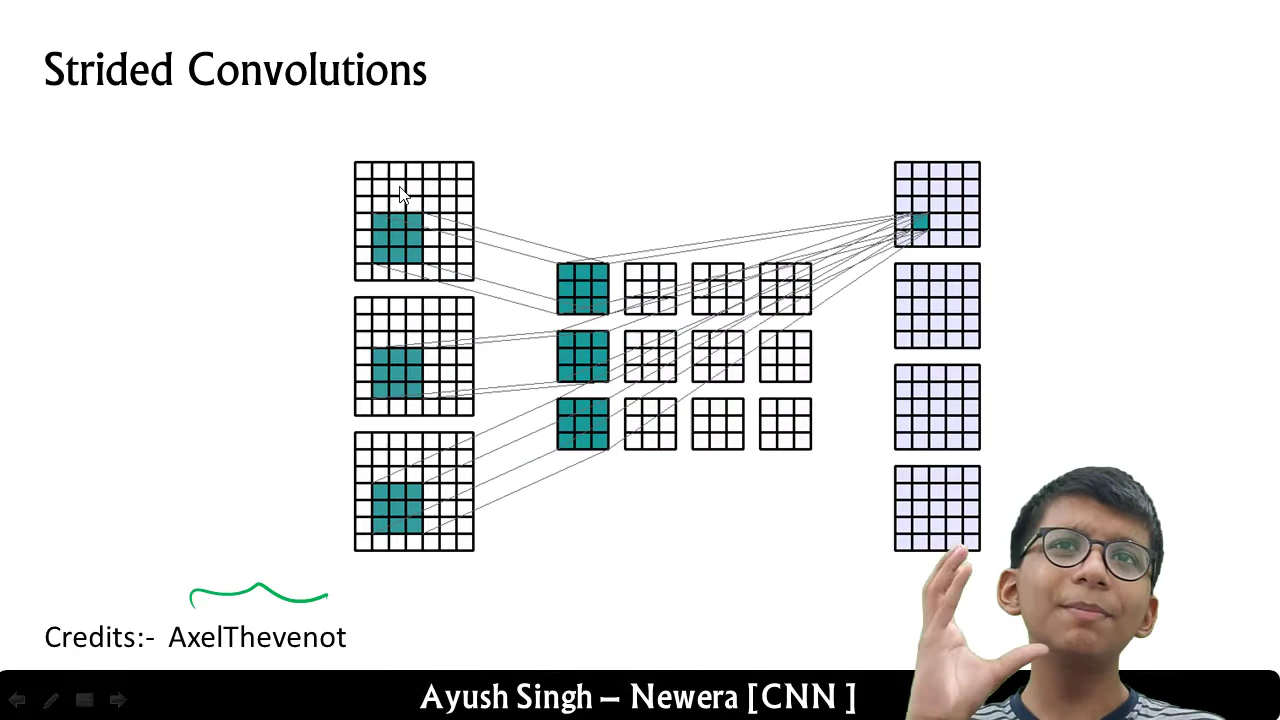 Strided Convolutions
Credits:- AxelThevenot
Ayush Singh – Newera [CNN ]